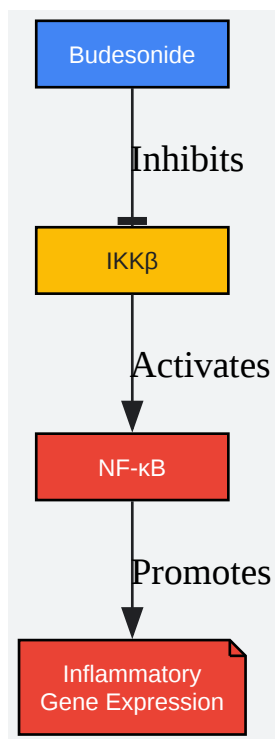 Budesonide
Inhibits
IKKβ
Activates
NF-κB
Promotes
Inflammatory
Gene Expression